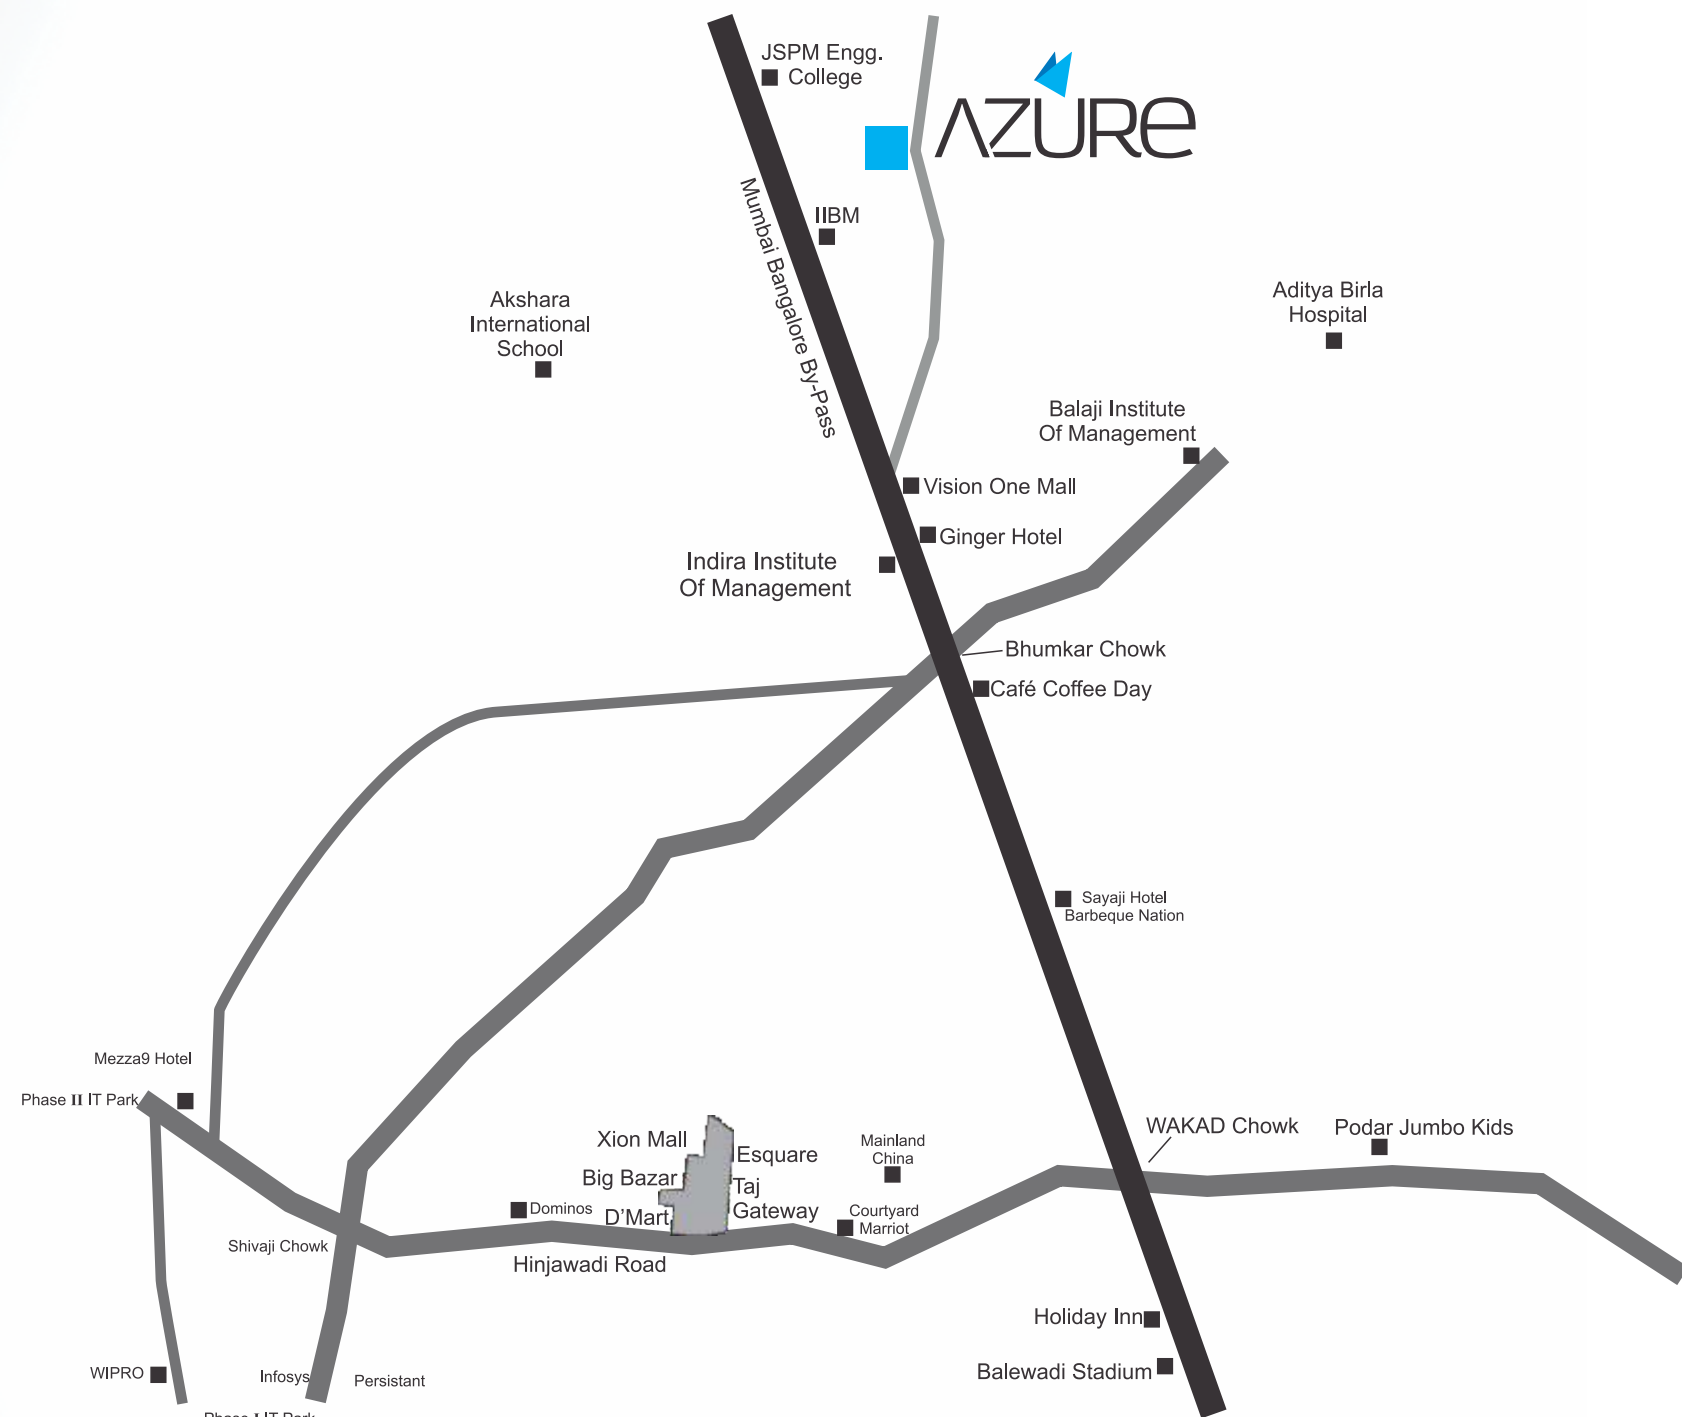 JSPM Engg.
College
AZURe
Mumbai Bangalore By-Pass
IIBM
Akshara
International
School
Aditya Birla
Hospital
Balaji Institute
Of Management
Vision One Mall
Ginger Hotel
Indira Institute
Of Management
Bhumkar Chowk
Café Coffee Day
Sayaji Hotel
Barbeque Nation
Mezza9 Hotel
Phase II IT Park
Xion Mall
Esquare
Big Bazar
Taj
Gateway
D'Mart
Dominos
Mainland
China
Courtyard
Marriot
WAKAD Chowk
Podar Jumbo Kids
Shivaji Chowk
Hinjawadi Road
Holiday Inn
Balewadi Stadium
WIPRO
Infosys
Persistant
Phase I IT Park